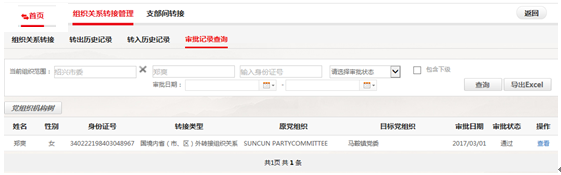 首页 组织关系转接管理 支部间转接 返回
组织关系转接 转出历史记录 转入历史记录 审批记录查询
当前组织范围： 绍兴市委 郑爽 输入身份证号 请选择审批状态 包含下级
审批日期： -
查询 导出Excel
党组织机构树
姓名 性别 身份证号 转接类型 原党组织 目标党组织 审批日期 审批状态 操作
女 340222198403048967 国境内省（市、区）外转接组织关系 SUNCUN PARTYCOMMITTEE 马鞍镇党委 2017/03/01 通过 查看
共1页 共 1 条